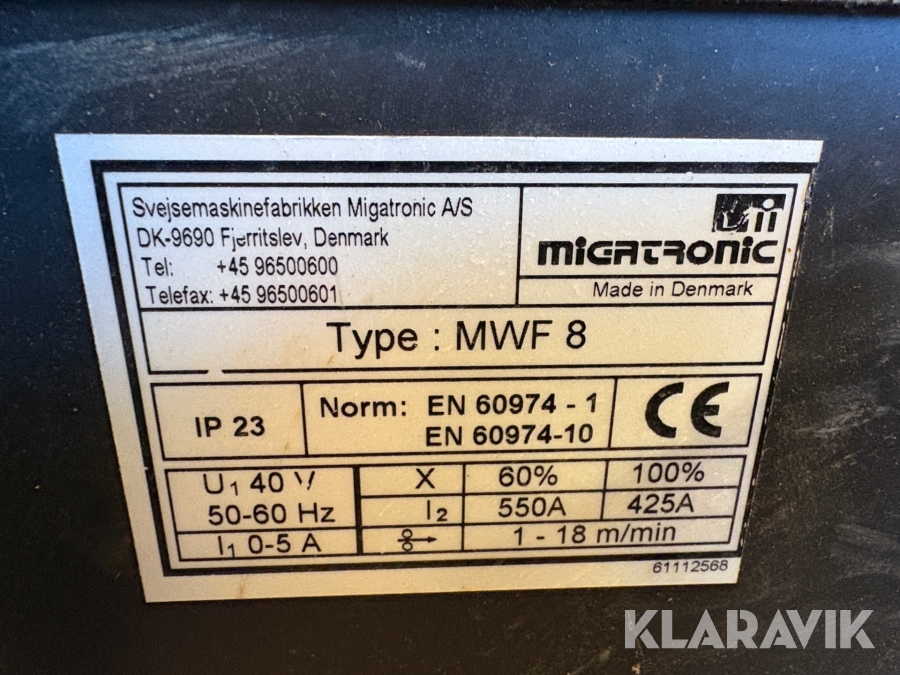 Svejsemaskinefabrikken Migatronic A/S
DK-9690 Fjerritslev, Denmark
Tel: +45 96500600
Telefax: +45 96500601
MIGATRONIC
Made in Denmark
Type : MWF 8
IP 23
Norm: EN 60974 - 1
EN 60974-10
CE
U1 40 V
50-60 Hz
I1 0-5 A
X 60% 100%
I2 550A 425A
1 - 18 m/min
61112568
KLARAVIK